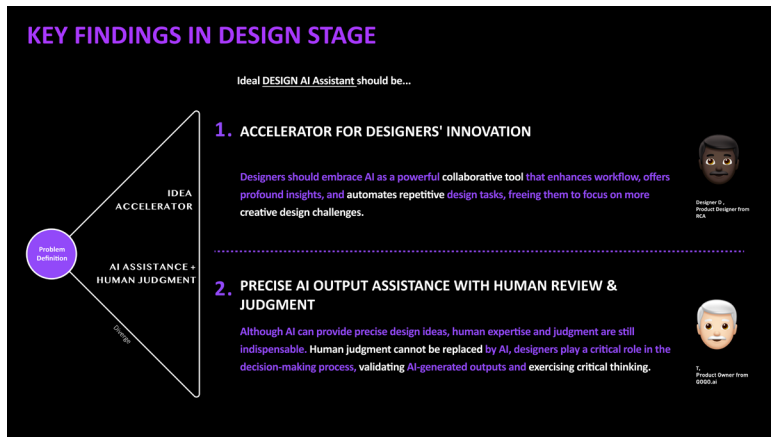 KEY FINDINGS IN DESIGN STAGE
Ideal DESIGN AI Assistant should be...
1. ACCELERATOR FOR DESIGNERS' INNOVATION
Designers should embrace AI as a powerful collaborative tool that enhances workflow, offers
profound insights, and automates repetitive design tasks, freeing them to focus on more
creative design challenges.
Designer D ,
Product Designer from
RCA
IDEA
ACCELERATOR
Problem
Definition
AI ASSISTANCE +
HUMAN JUDGMENT
Diverge
2. PRECISE AI OUTPUT ASSISTANCE WITH HUMAN REVIEW &
JUDGMENT
Although AI can provide precise design ideas, human expertise and judgment are still
indispensable. Human judgment cannot be replaced by AI, designers play a critical role in the
decision-making process, validating AI-generated outputs and exercising critical thinking.
T,
Product Owner from
GOGO.ai